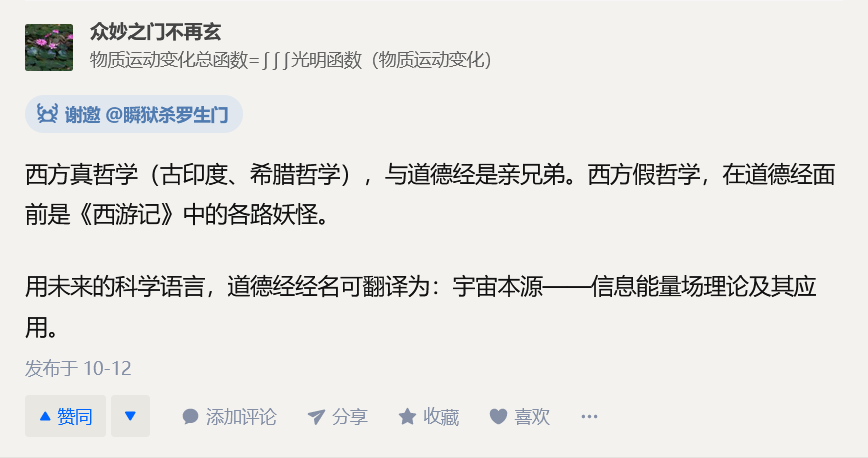 众妙之门不再玄
物质运动变化总函数=∫∫∫光明函数（物质运动变化）
谢邀 @瞬狱杀罗生门
西方真哲学（古印度、希腊哲学），与道德经是亲兄弟。西方假哲学，在道德经面
前是《西游记》中的各路妖怪。
用未来的科学语言，道德经经名可翻译为：宇宙本源——信息能量场理论及其应
用。
发布于 10-12
赞同 添加评论 分享 收藏 喜欢 ···